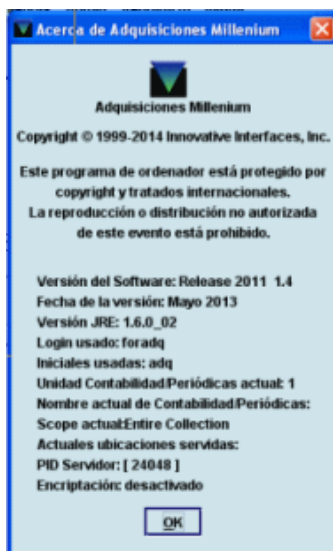 Acerca de Adquisiciones Millenium
Adquisiciones Millenium
Copyright © 1999-2014 Innovative Interfaces, Inc.
Este programa de ordenador está protegido por
copyright y tratados internacionales.
La reproducción o distribución no autorizada
de este evento está prohibido.
Versión del Software: Release 2011 1.4
Fecha de la versión: Mayo 2013
Versión JRE: 1.6.0_02
Login usado: foradq
Iniciales usadas: adq
Unidad Contabilidad/Periódicas actual: 1
Nombre actual de Contabilidad/Periódicas:
Scope actual:Entire Collection
Actuales ubicaciones servidas:
PID Servidor: [ 24048 ]
Encriptación: desactivado
OK